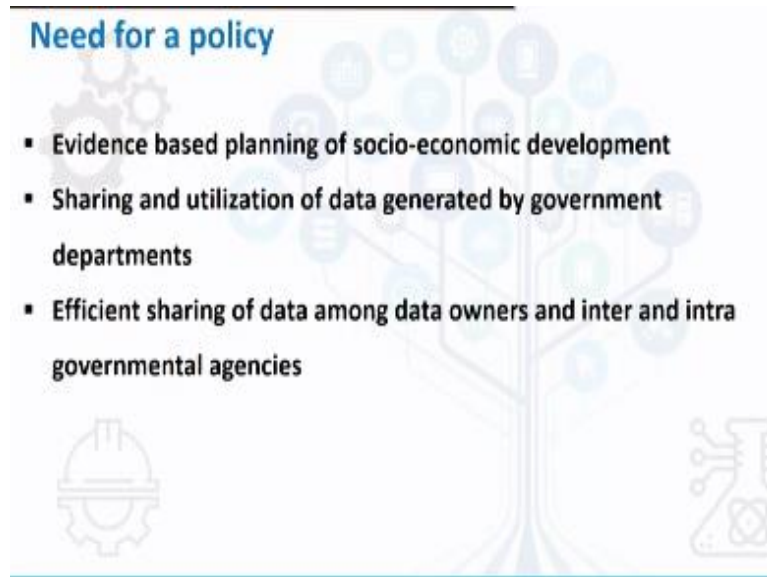 Need for a policy
▪ Evidence based planning of socio-economic development
▪ Sharing and utilization of data generated by government
departments
▪ Efficient sharing of data among data owners and inter and intra
governmental agencies